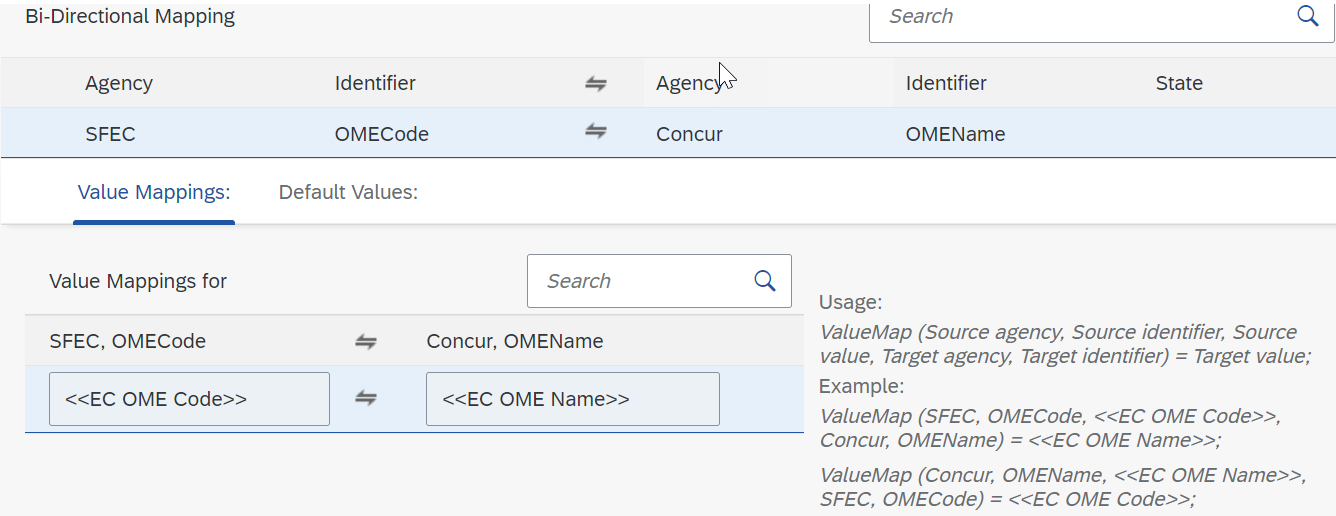 Bi-Directional Mapping
Search
Agency Identifier ⇌ Agency Identifier State
SFEC OMECode ⇌ Concur OMEName
Value Mappings: Default Values:
Value Mappings for
Search
SFEC, OMECode ⇌ Concur, OMEName
<<EC OME Code>> ⇌ <<EC OME Name>>
Usage:
ValueMap (Source agency, Source identifier, Source
value, Target agency, Target identifier) = Target value;
Example:
ValueMap (SFEC, OMECode, <<EC OME Code>>,
Concur, OMEName) = <<EC OME Name>>;
ValueMap (Concur, OMEName, <<EC OME Name>>,
SFEC, OMECode) = <<EC OME Code>>;